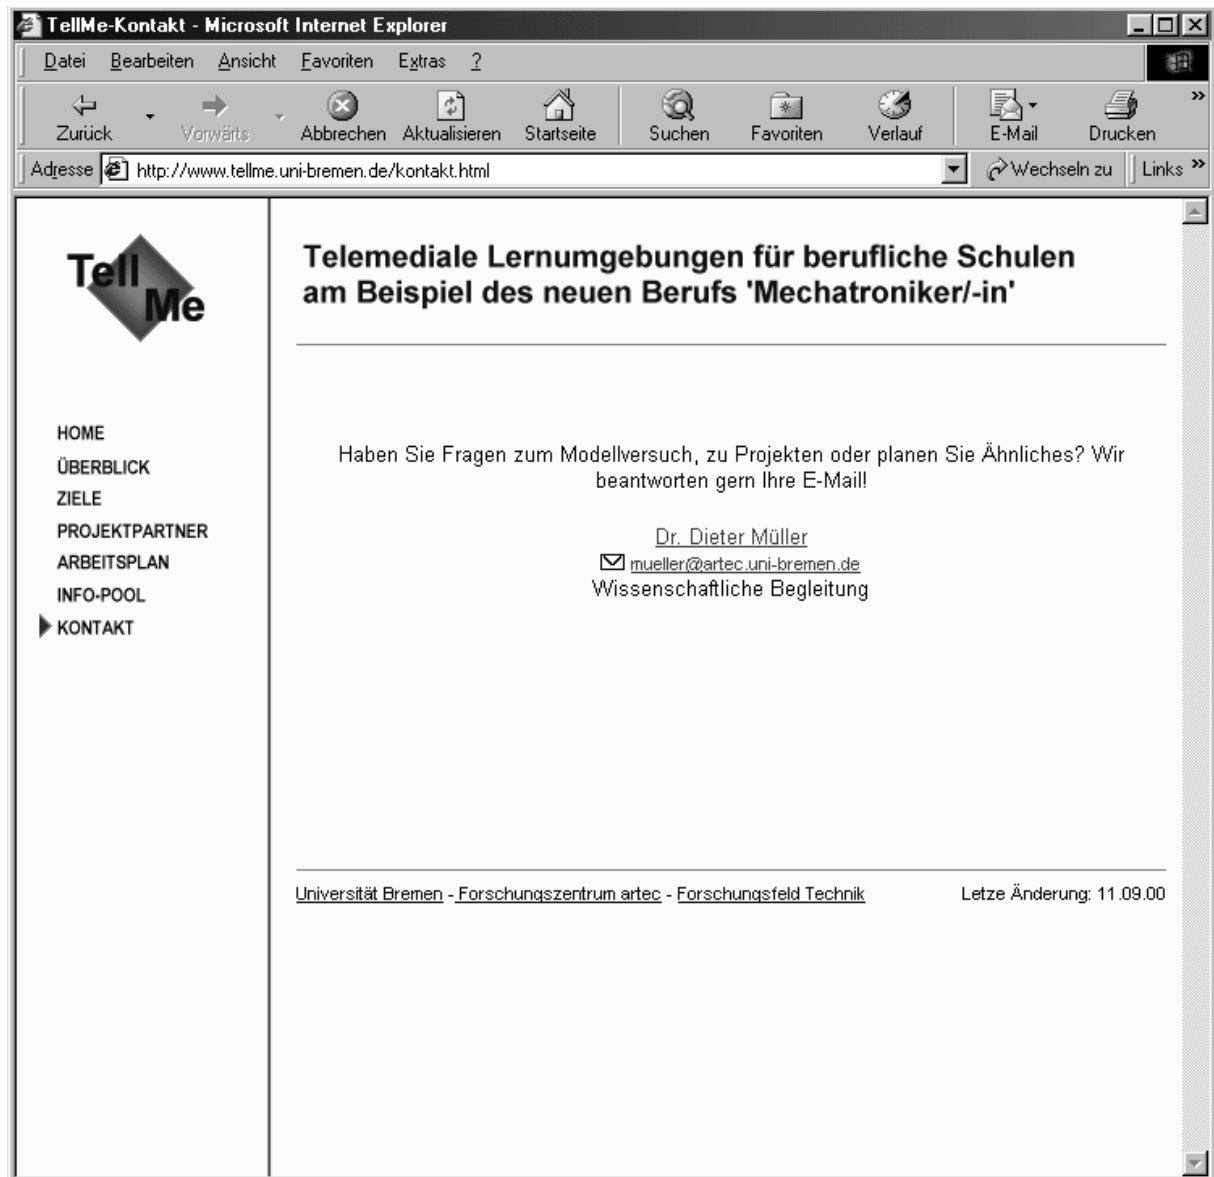 TellMe-Kontakt - Microsoft Internet Explorer
Datei Bearbeiten Ansicht Favoriten Extras ?
Zurück Vorwärts Abbrechen Aktualisieren Startseite Suchen Favoriten Verlauf E-Mail Drucken »
Adresse http://www.tellme.uni-bremen.de/kontakt.html Wechseln zu Links »
Tell
Me
Telemediale Lernumgebungen für berufliche Schulen
am Beispiel des neuen Berufs 'Mechatroniker/-in'
HOME
ÜBERBLICK
ZIELE
PROJEKTPARTNER
ARBEITSPLAN
INFO-POOL
KONTAKT
Haben Sie Fragen zum Modellversuch, zu Projekten oder planen Sie Ähnliches? Wir
beantworten gern Ihre E-Mail!
Dr. Dieter Müller
mueller@artec.uni-bremen.de
Wissenschaftliche Begleitung
Universität Bremen - Forschungszentrum artec - Forschungsfeld Technik Letze Änderung: 11.09.00